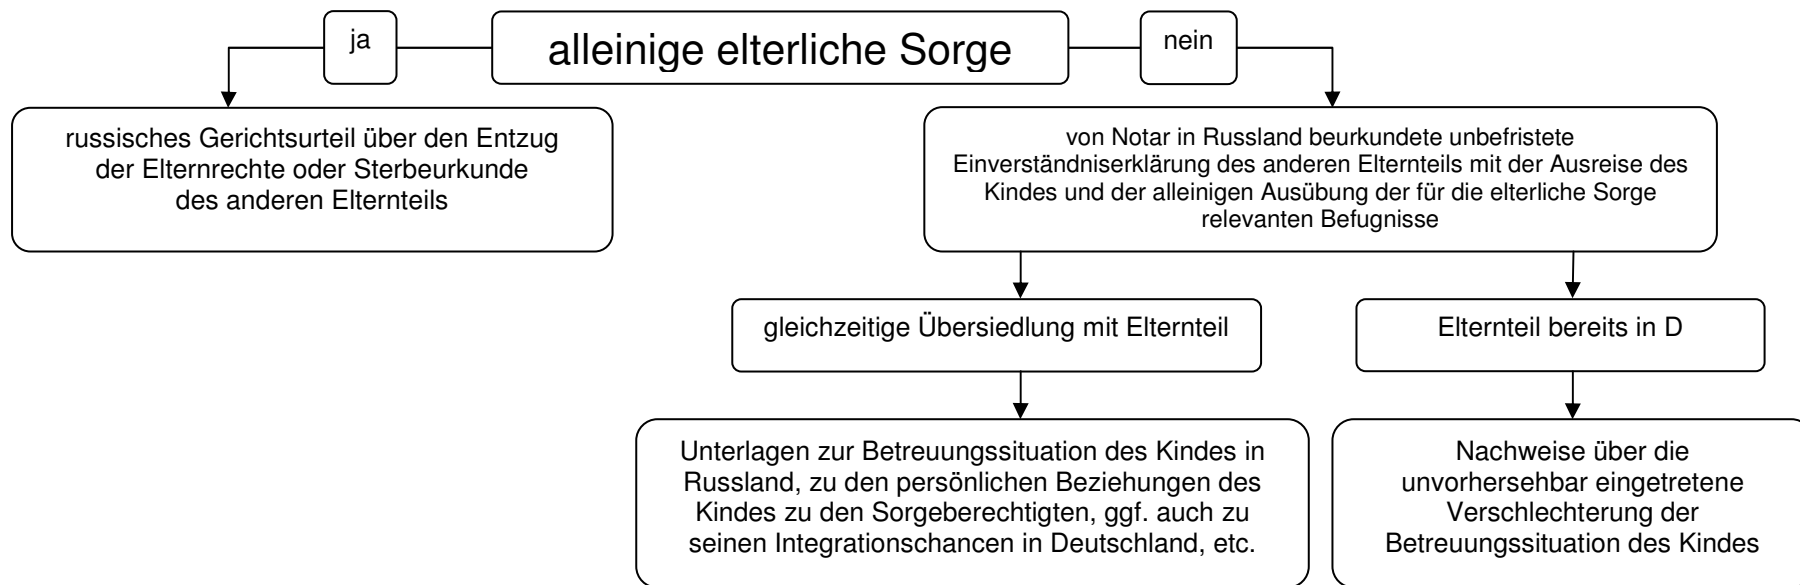 ja
alleinige elterliche Sorge
nein
russisches Gerichtsurteil über den Entzug
der Elternrechte oder Sterbeurkunde
des anderen Elternteils
von Notar in Russland beurkundete unbefristete
Einverständniserklärung des anderen Elternteils mit der Ausreise des
Kindes und der alleinigen Ausübung der für die elterliche Sorge
relevanten Befugnisse
gleichzeitige Übersiedlung mit Elternteil
Elternteil bereits in D
Unterlagen zur Betreuungssituation des Kindes in
Russland, zu den persönlichen Beziehungen des
Kindes zu den Sorgeberechtigten, ggf. auch zu
seinen Integrationschancen in Deutschland, etc.
Nachweise über die
unvorhersehbar eingetretene
Verschlechterung der
Betreuungssituation des Kindes